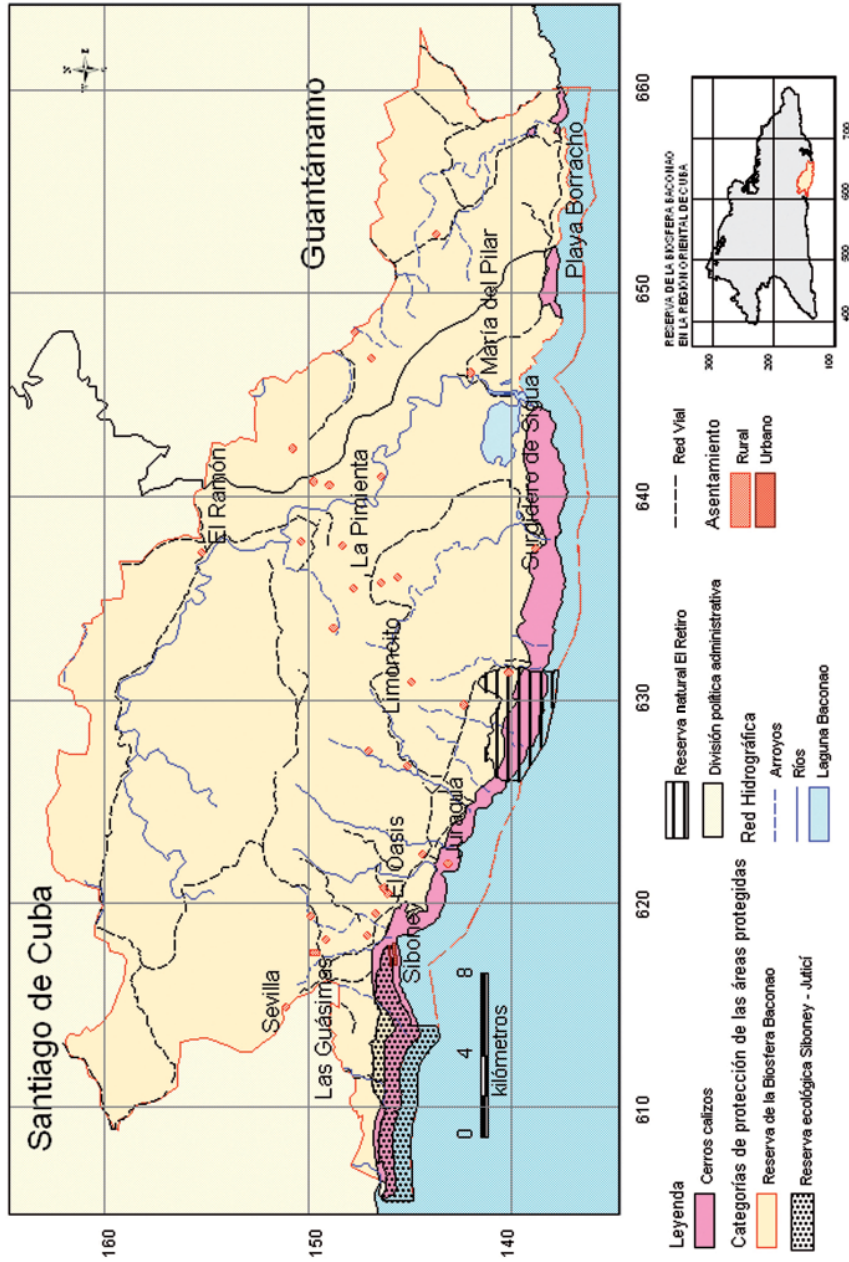 Santiago de Cuba
Guantánamo
Sevilla
Las Guásimas
El Ramón
La Pimienta
Limoncito
El Oasis
María del Pilar
Siboney
Juraguá
Surgidero de Sigua
Playa Borracho
160
150
140
610
620
630
640
650
660
0 4 8
kilómetros
Leyenda
Cerros calizos
Categorías de protección de las áreas protegidas
Reserva de la Biosfera Baconao
Reserva ecológica Siboney - Juticí
Reserva natural El Retiro
División política administrativa
Red Hidrográfica
Arroyos
Ríos
Laguna Baconao
Red Vial
Asentamiento
Rural
Urbano
RESERVA DE LA BIOSFERA BACONAO
EN LA REGION ORIENTAL DE CUBA
300
200
100
400
500
600
700